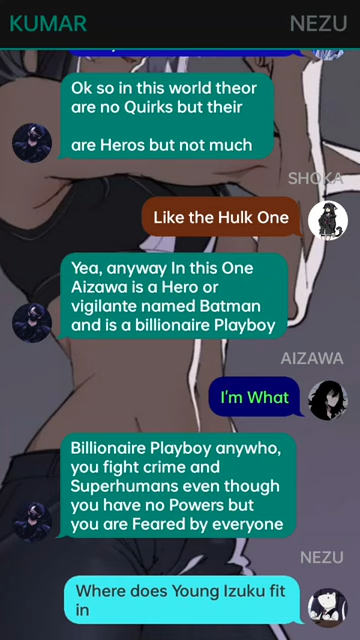 KUMAR
NEZU
Ok so in this world theor
are no Quirks but their
are Heros but not much
SHOKA
Like the Hulk One
Yea, anyway In this One
Aizawa is a Hero or
vigilante named Batman
and is a billionaire Playboy
AIZAWA
I'm What
Billionaire Playboy anywho,
you fight crime and
Superhumans even though
you have no Powers but
you are Feared by everyone
NEZU
Where does Young Izuku fit
in